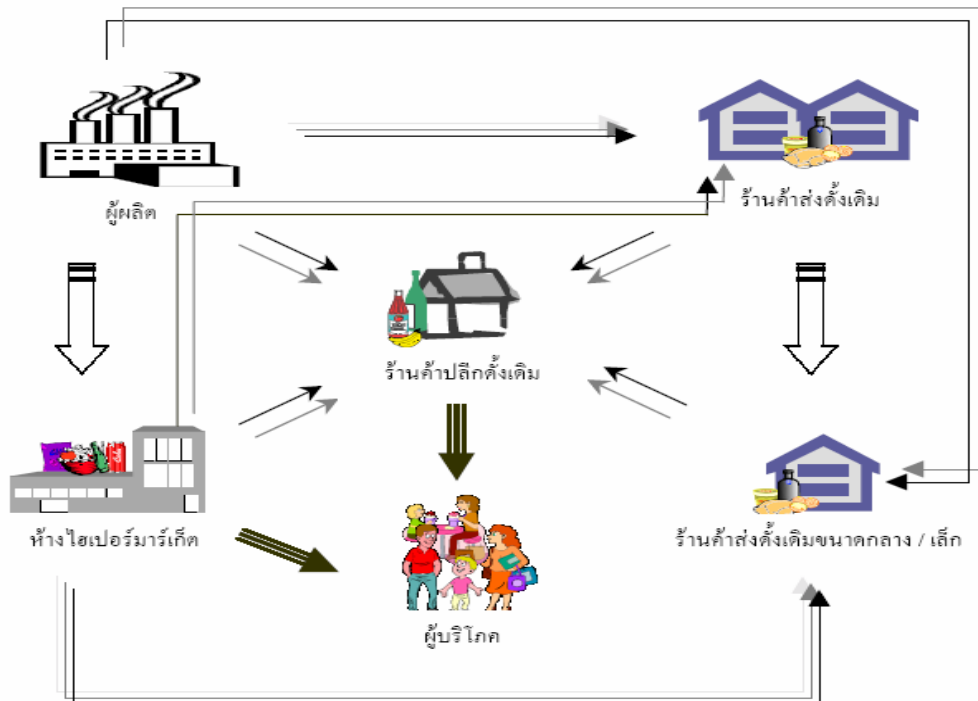 ร้านค้าส่งดั้งเดิม
ผู้ผลิต
ร้านค้าปลีกดั้งเดิม
ห้างไฮเปอร์มาร์เก็ต
ร้านค้าส่งดั้งเดิมขนาดกลาง / เล็ก
ผู้บริโภค